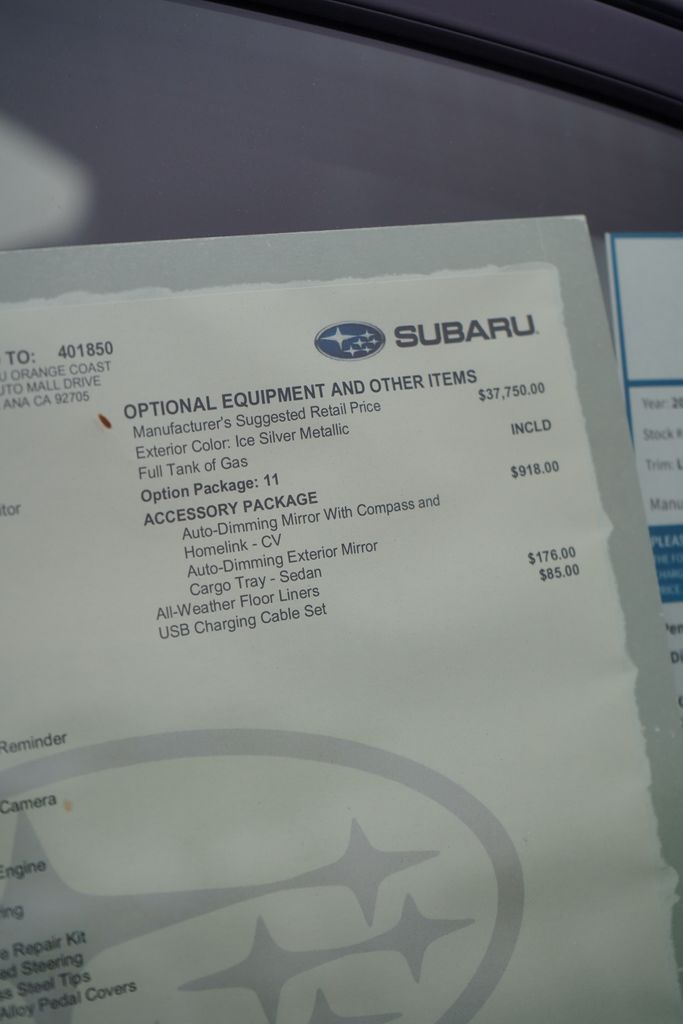 TO: 401850
U ORANGE COAST
UTO MALL DRIVE
ANA CA 92705
SUBARU
OPTIONAL EQUIPMENT AND OTHER ITEMS
Manufacturer's Suggested Retail Price $37,750.00
Exterior Color: Ice Silver Metallic
Full Tank of Gas INCLD
Option Package: 11
ACCESSORY PACKAGE $918.00
Auto-Dimming Mirror With Compass and
Homelink - CV
Auto-Dimming Exterior Mirror
Cargo Tray - Sedan
All-Weather Floor Liners $176.00
USB Charging Cable Set $85.00
itor
Reminder
Camera
Engine
ing
e Repair Kit
ed Steering
ss Steel Tips
Alloy Pedal Covers
Year: 20
Stock #
Trim: L
Manu
PLEA